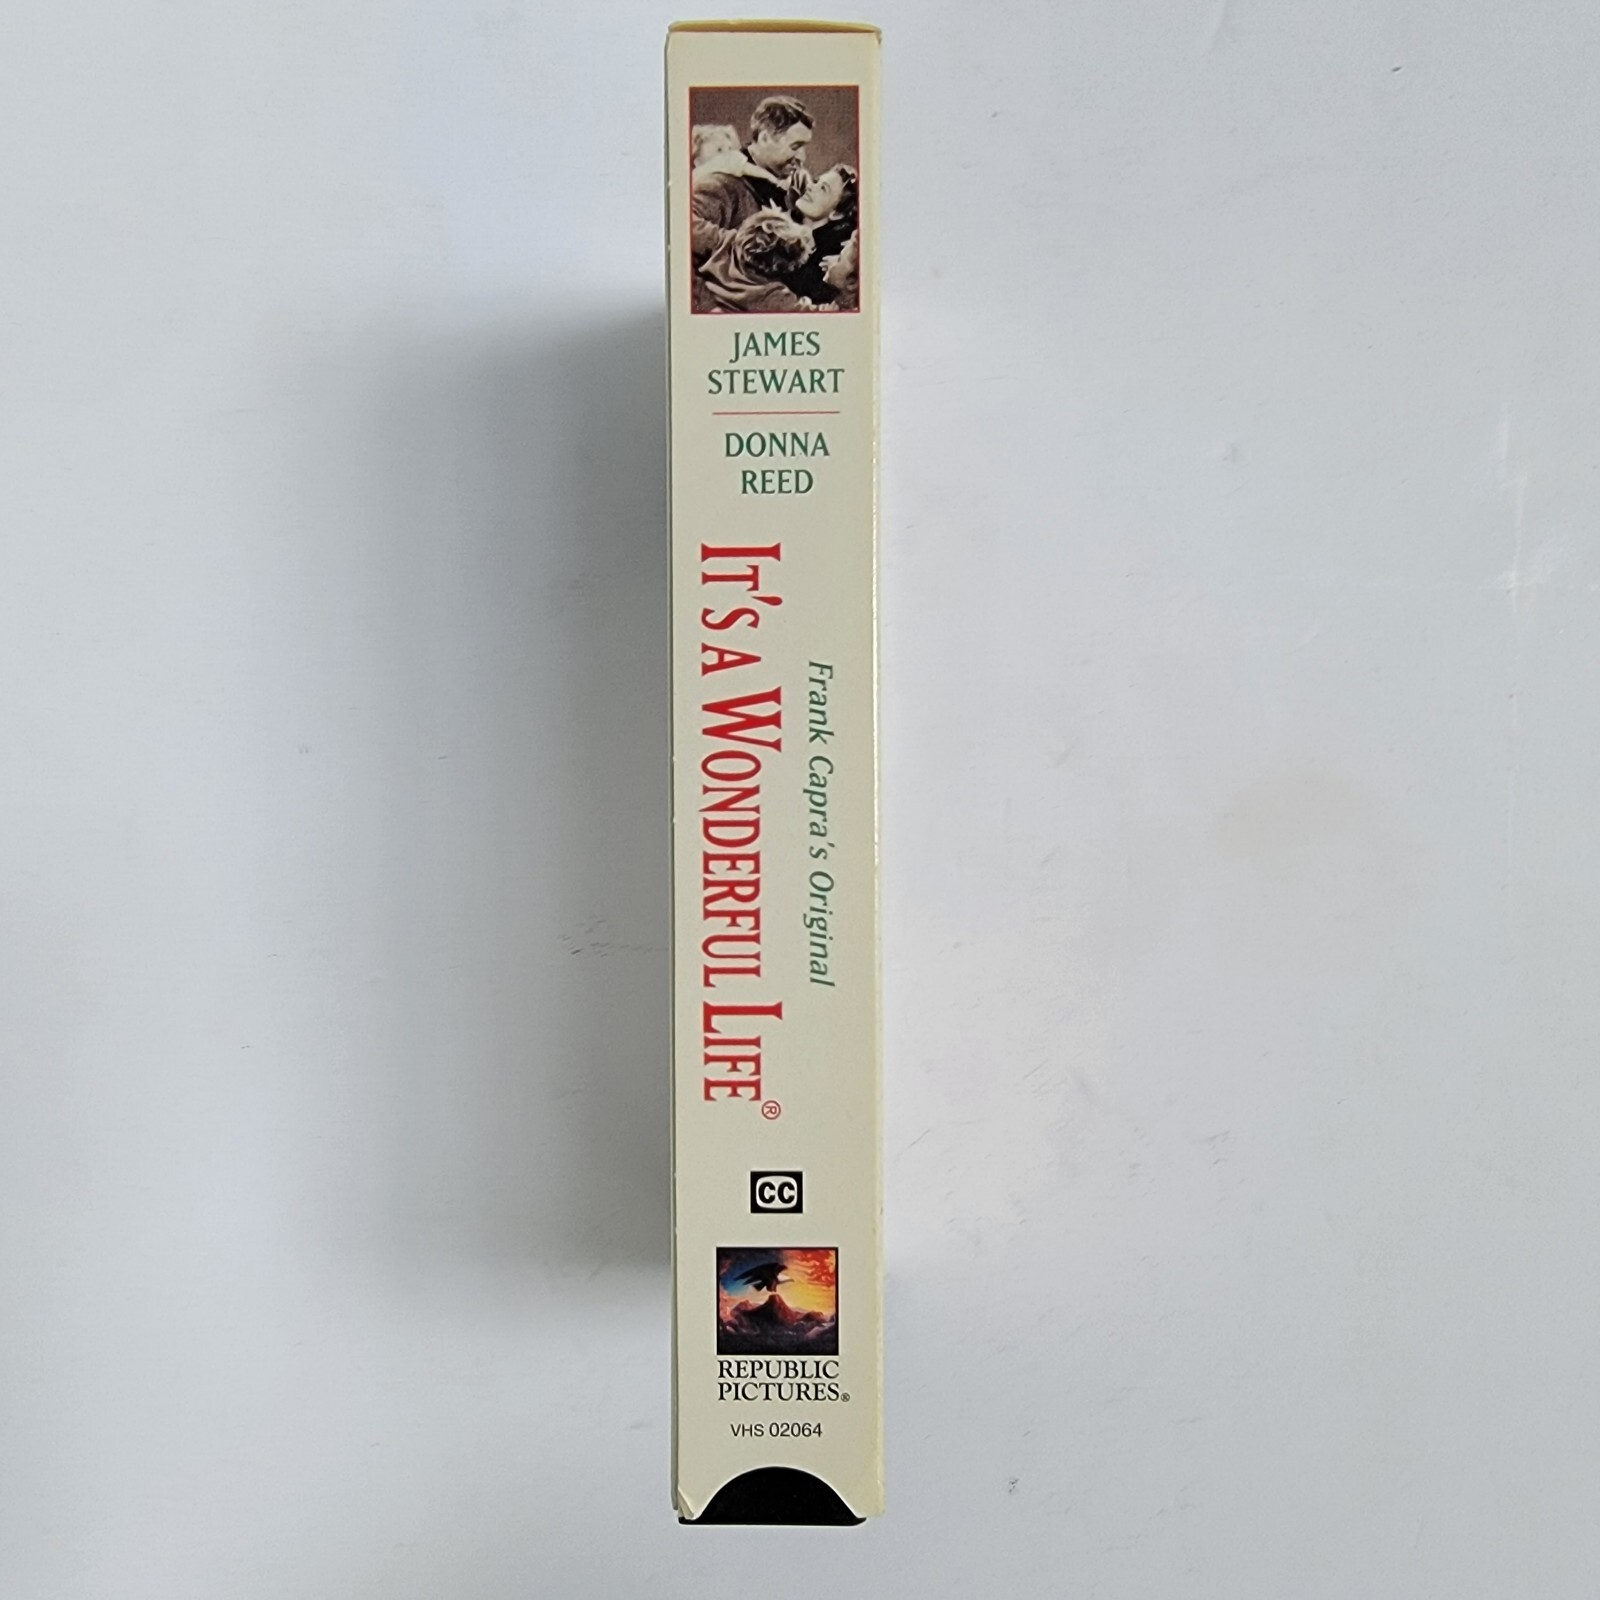 JAMES
STEWART
DONNA
REED
Frank Capra's Original
IT'S A WONDERFUL LIFE®
CC
REPUBLIC
PICTURES®
VHS 02064